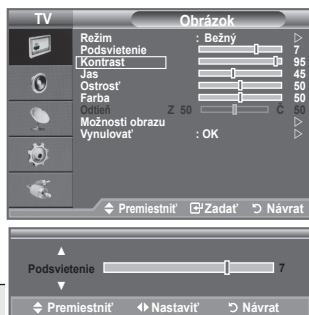 TV Obrázok
Režim : Bežný
Podsvietenie 7
Kontrast 95
Jas 45
Ostrosť 50
Farba 50
Odtieň Z 50 Č 50
Možnosti obrazu
Vynulovať : OK
Premiestniť Zadať Návrat
Podsvietenie 7
Premiestniť Nastaviť Návrat